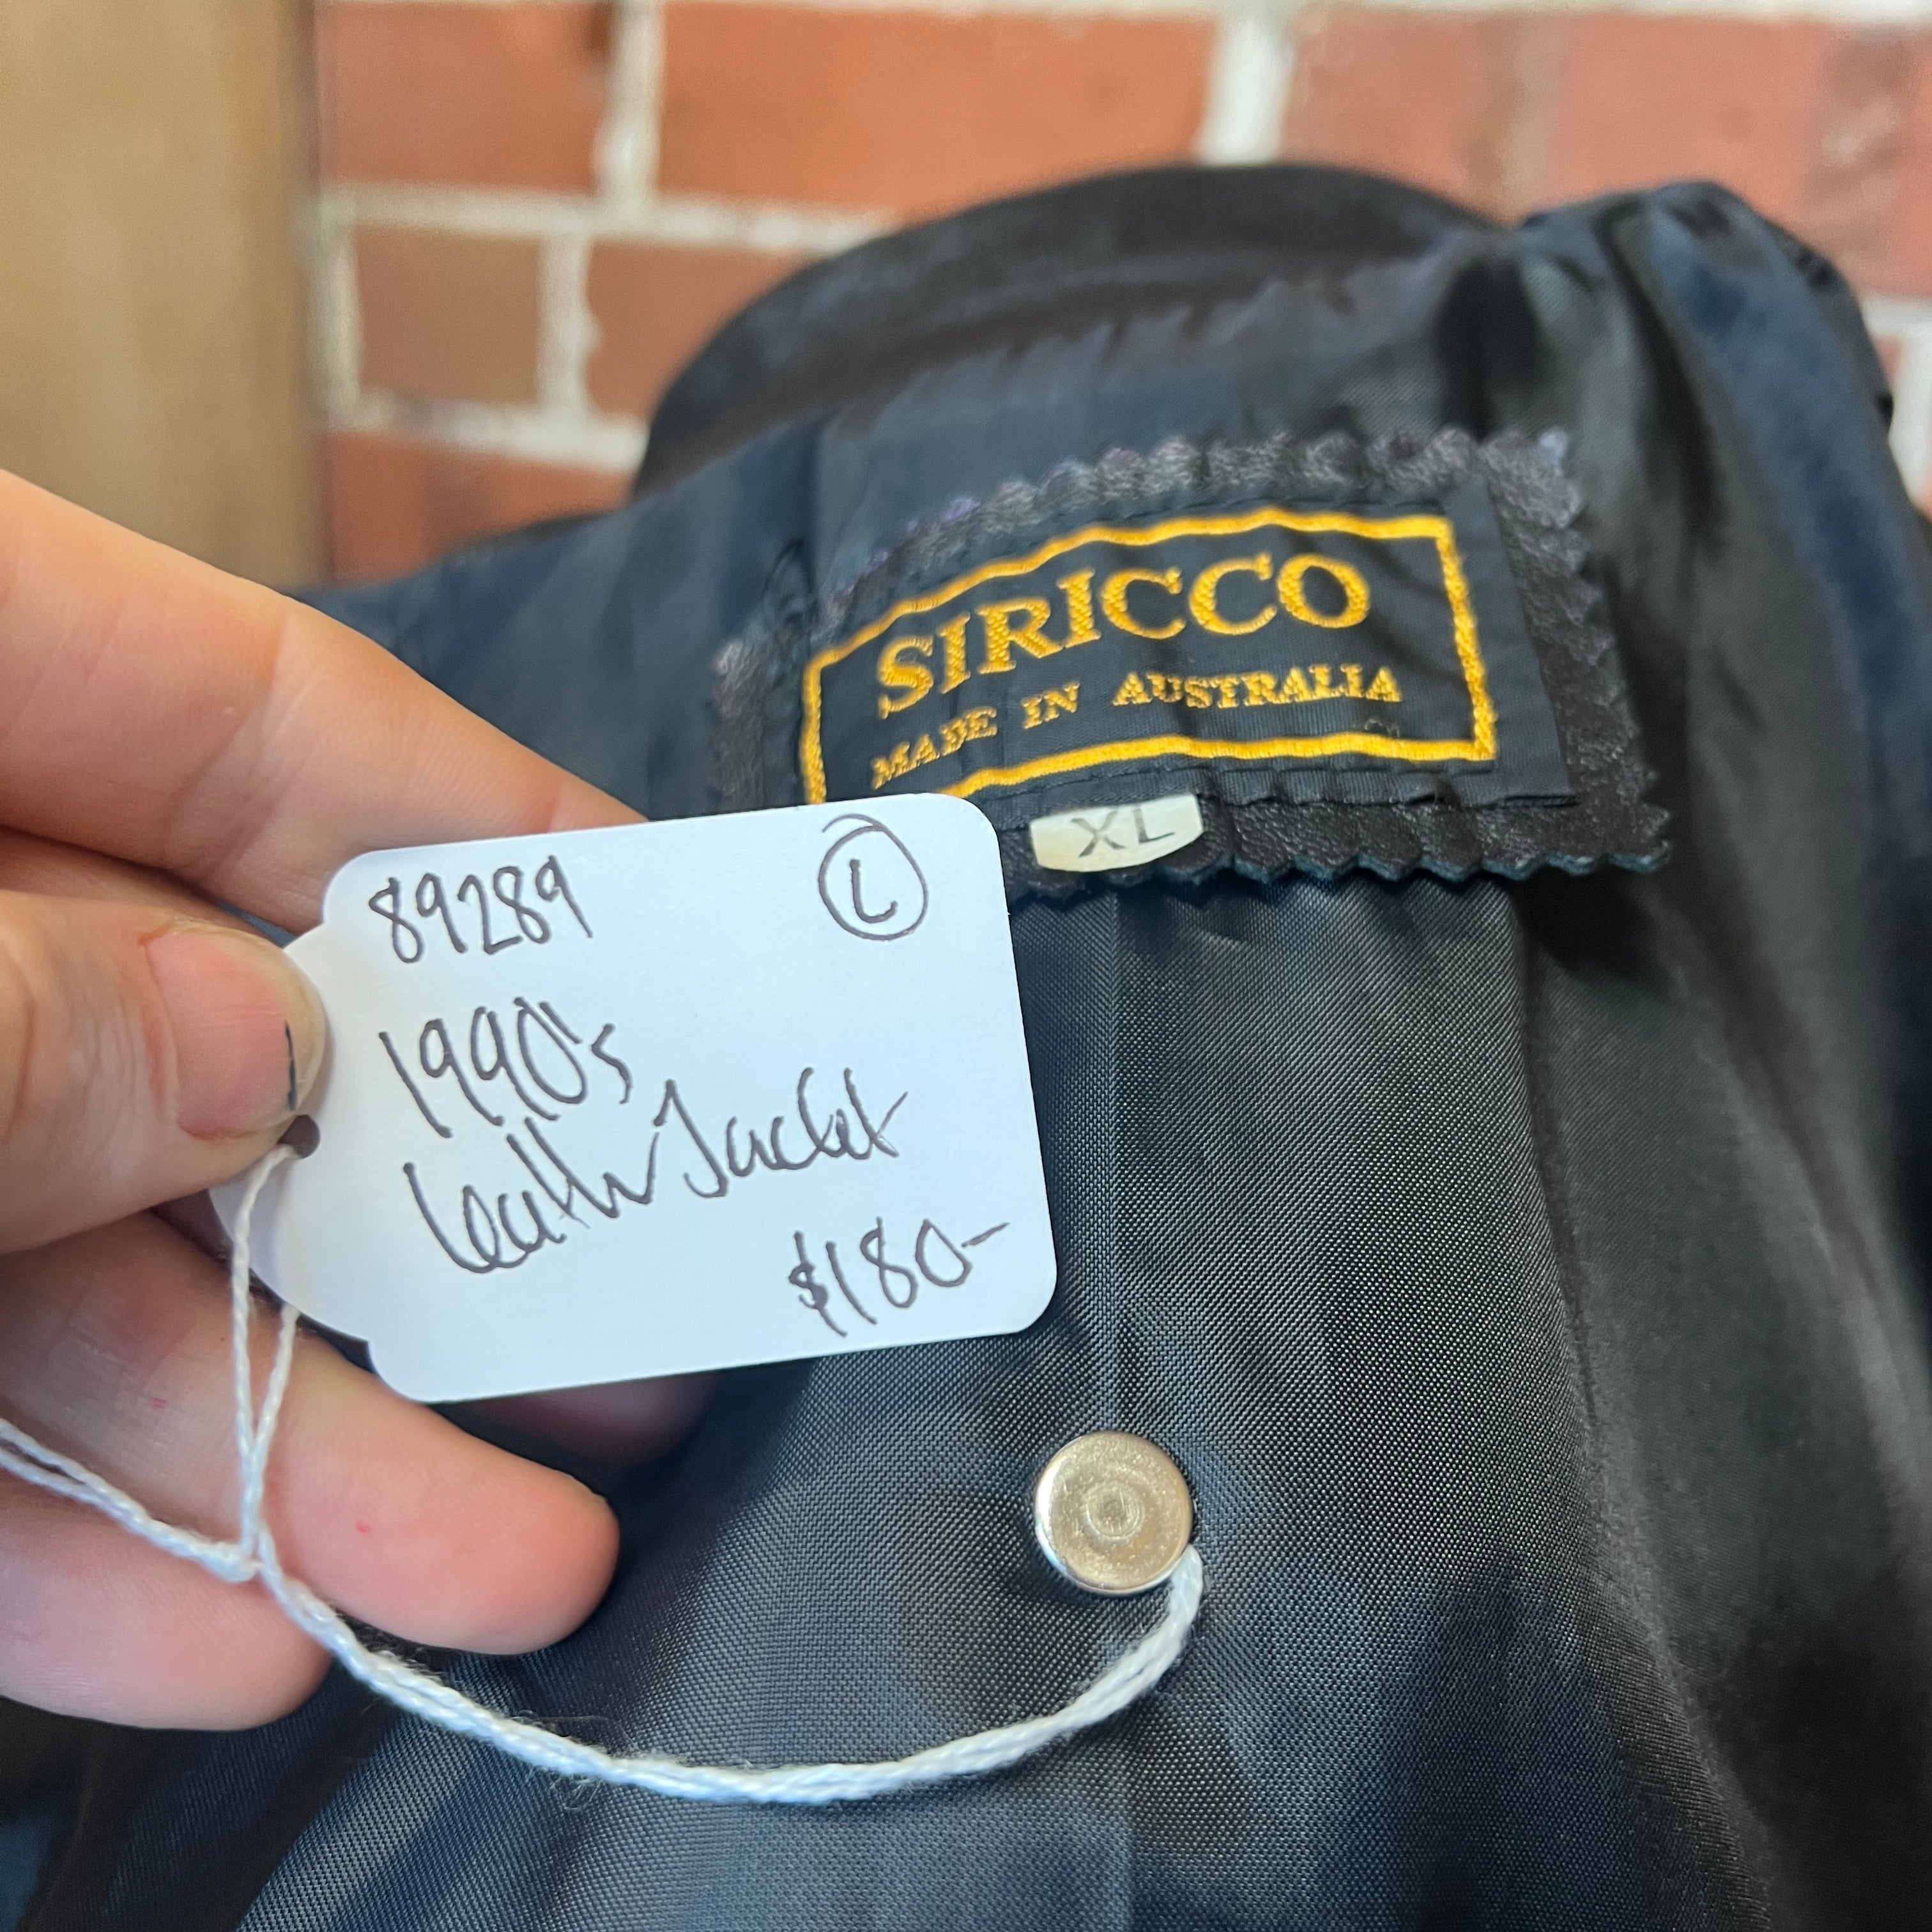 SIRICCO
MADE IN AUSTRALIA
XL
89289 L
1990's
Leather Jacket
$180-